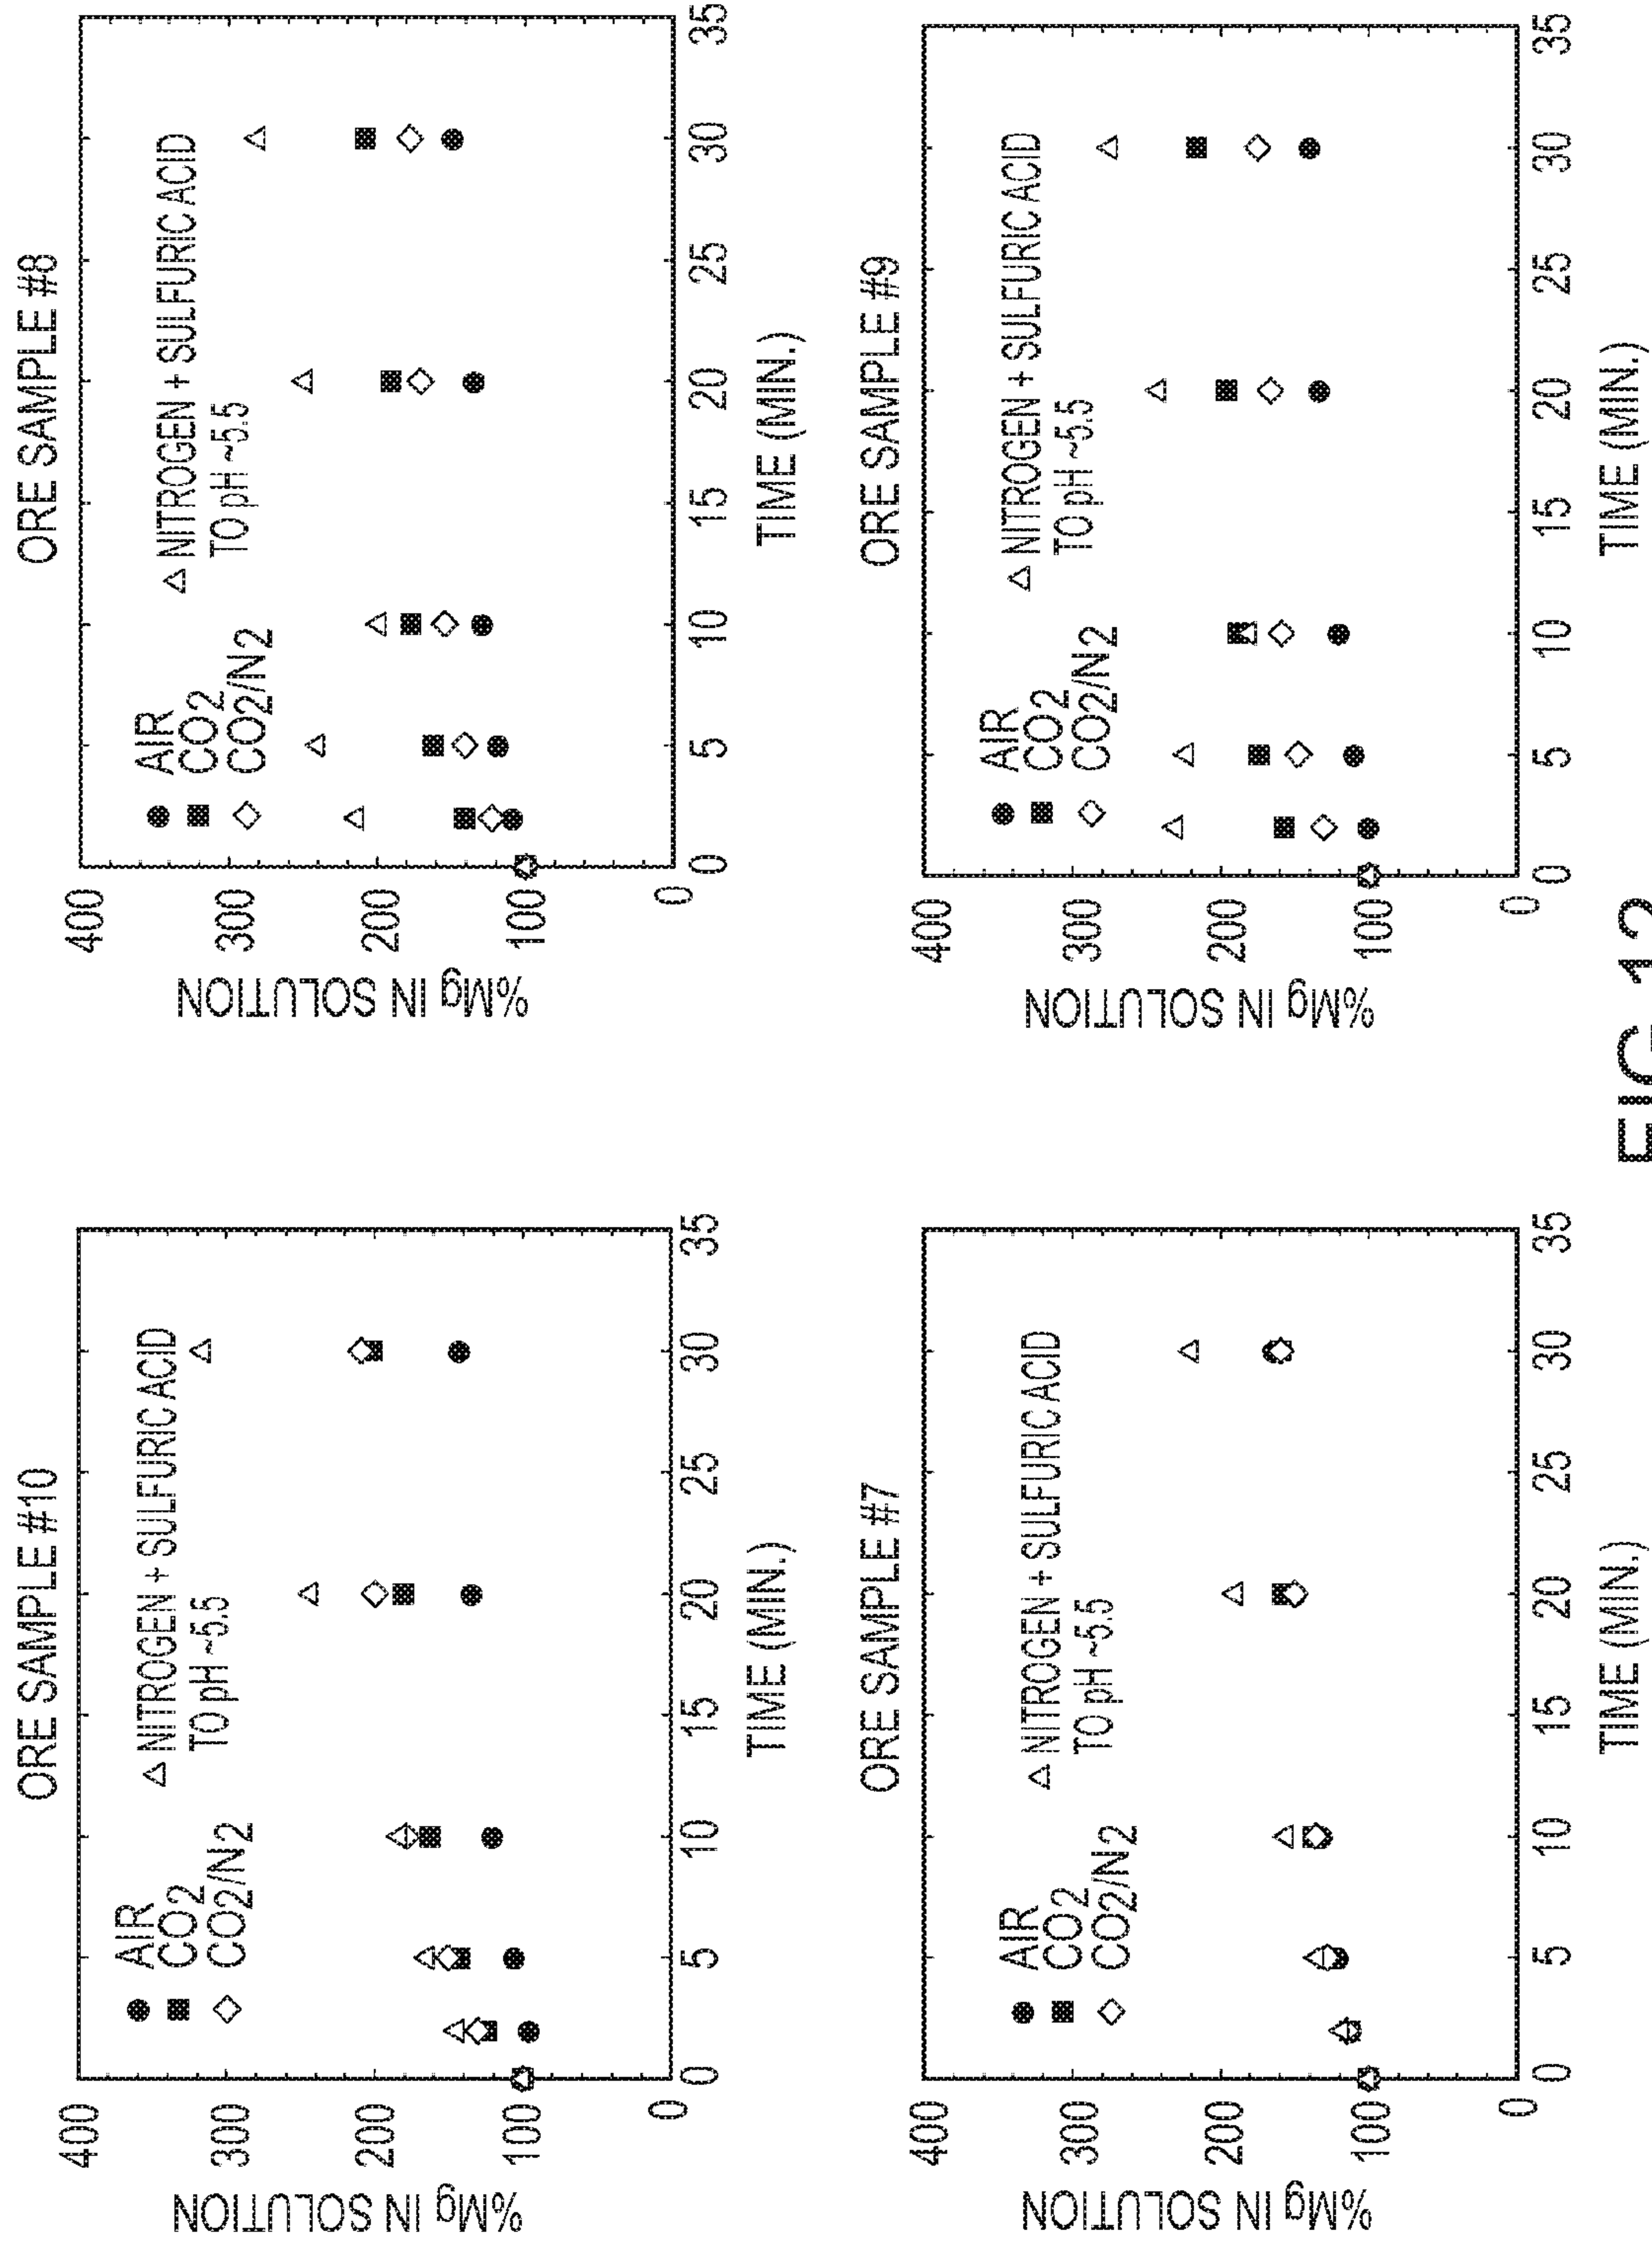 ORE SAMPLE #10
%Mg IN SOLUTION
400
300
200
100
0
AIR
CO2
CO2/N2
NITROGEN + SULFURIC ACID
TO pH ~5.5
0 5 10 15 20 25 30 35
TIME (MIN.)
ORE SAMPLE #8
%Mg IN SOLUTION
400
300
200
100
0
AIR
CO2
CO2/N2
NITROGEN + SULFURIC ACID
TO pH ~5.5
0 5 10 15 20 25 30 35
TIME (MIN.)
ORE SAMPLE #7
%Mg IN SOLUTION
400
300
200
100
0
AIR
CO2
CO2/N2
NITROGEN + SULFURIC ACID
TO pH ~5.5
0 5 10 15 20 25 30 35
TIME (MIN.)
ORE SAMPLE #9
%Mg IN SOLUTION
400
300
200
100
0
AIR
CO2
CO2/N2
NITROGEN + SULFURIC ACID
TO pH ~5.5
0 5 10 15 20 25 30 35
TIME (MIN.)
FIG. 12